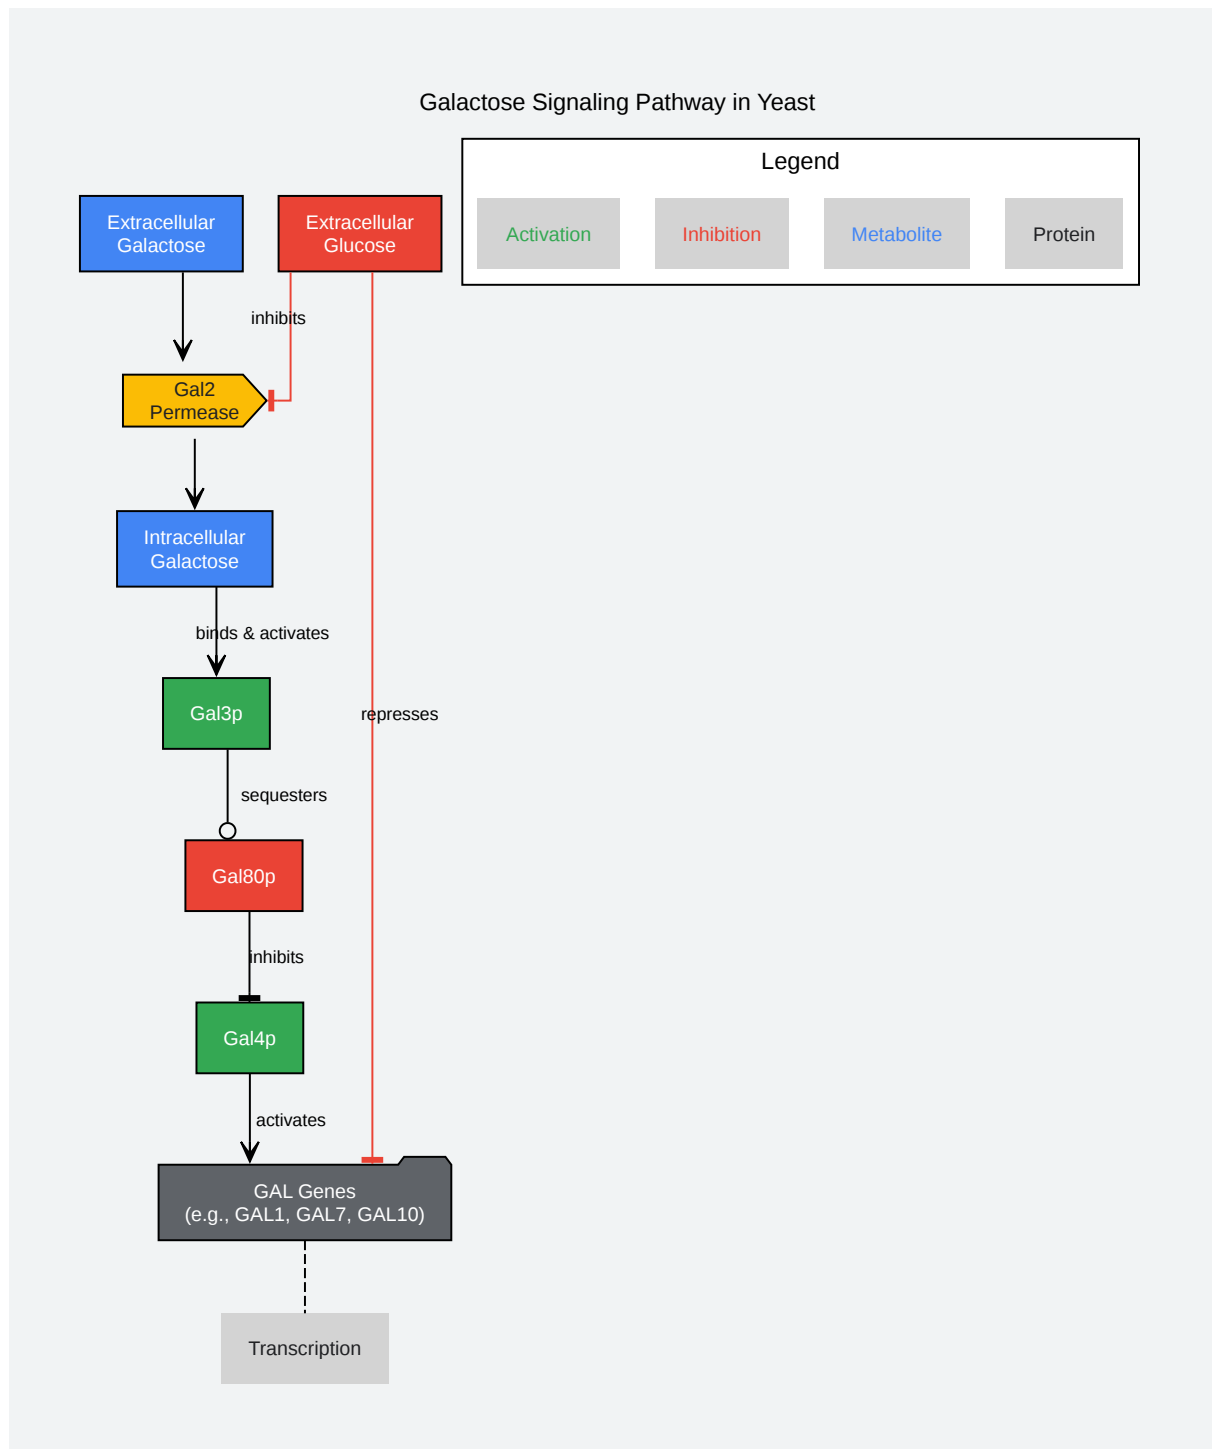 Galactose Signaling Pathway in Yeast
Legend
Activation
Inhibition
Metabolite
Protein
Extracellular
Galactose
Extracellular
Glucose
inhibits
Gal2
Permease
Intracellular
Galactose
binds & activates
Gal3p
represses
sequesters
Gal80p
inhibits
Gal4p
activates
GAL Genes
(e.g., GAL1, GAL7, GAL10)
Transcription